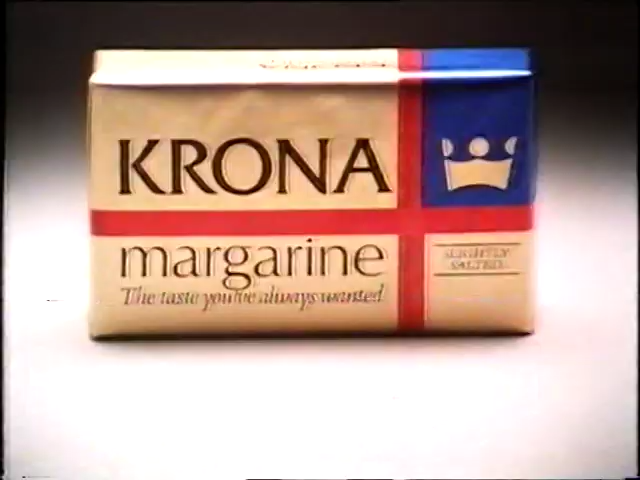 KRONA
margarine
The taste you've always wanted
SLIGHTLY
SALTED